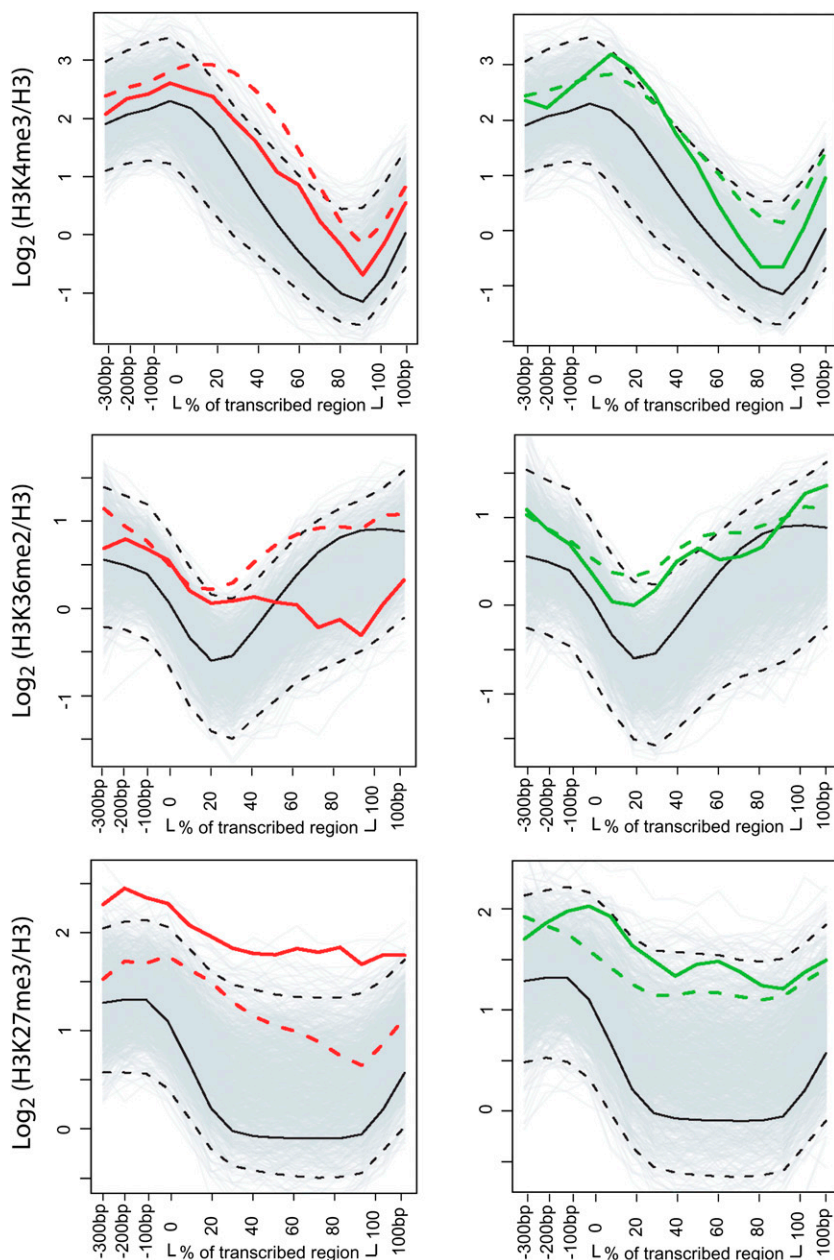 Log2 (H3K4me3/H3)
3
2
1
0
-1
3
2
1
0
-1
-300bp
-200bp
-100bp
0
20
40
60
80
100
100bp
% of transcribed region
-300bp
-200bp
-100bp
0
20
40
60
80
100
100bp
% of transcribed region
Log2 (H3K36me2/H3)
1
0
-1
1
0
-1
-300bp
-200bp
-100bp
0
20
40
60
60
100
100bp
% of transcribed region
-300bp
-200bp
-100bp
0
20
40
60
80
100
100bp
% of transcribed region
Log2 (H3K27me3/H3)
2
1
0
2
1
0
-300bp
-200bp
-100bp
0
20
40
60
80
100
100bp
% of transcribed region
-300bp
-200bp
-100bp
0
20
40
60
80
100
100bp
% of transcribed region